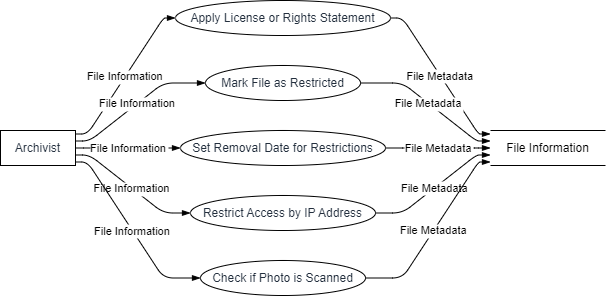 Apply License or Rights Statement
File Information
File Metadata
Mark File as Restricted
File Information
File Metadata
Archivist
File Information
Set Removal Date for Restrictions
File Metadata
File Information
File Information
Restrict Access by IP Address
File Metadata
File Information
Check if Photo is Scanned
File Metadata